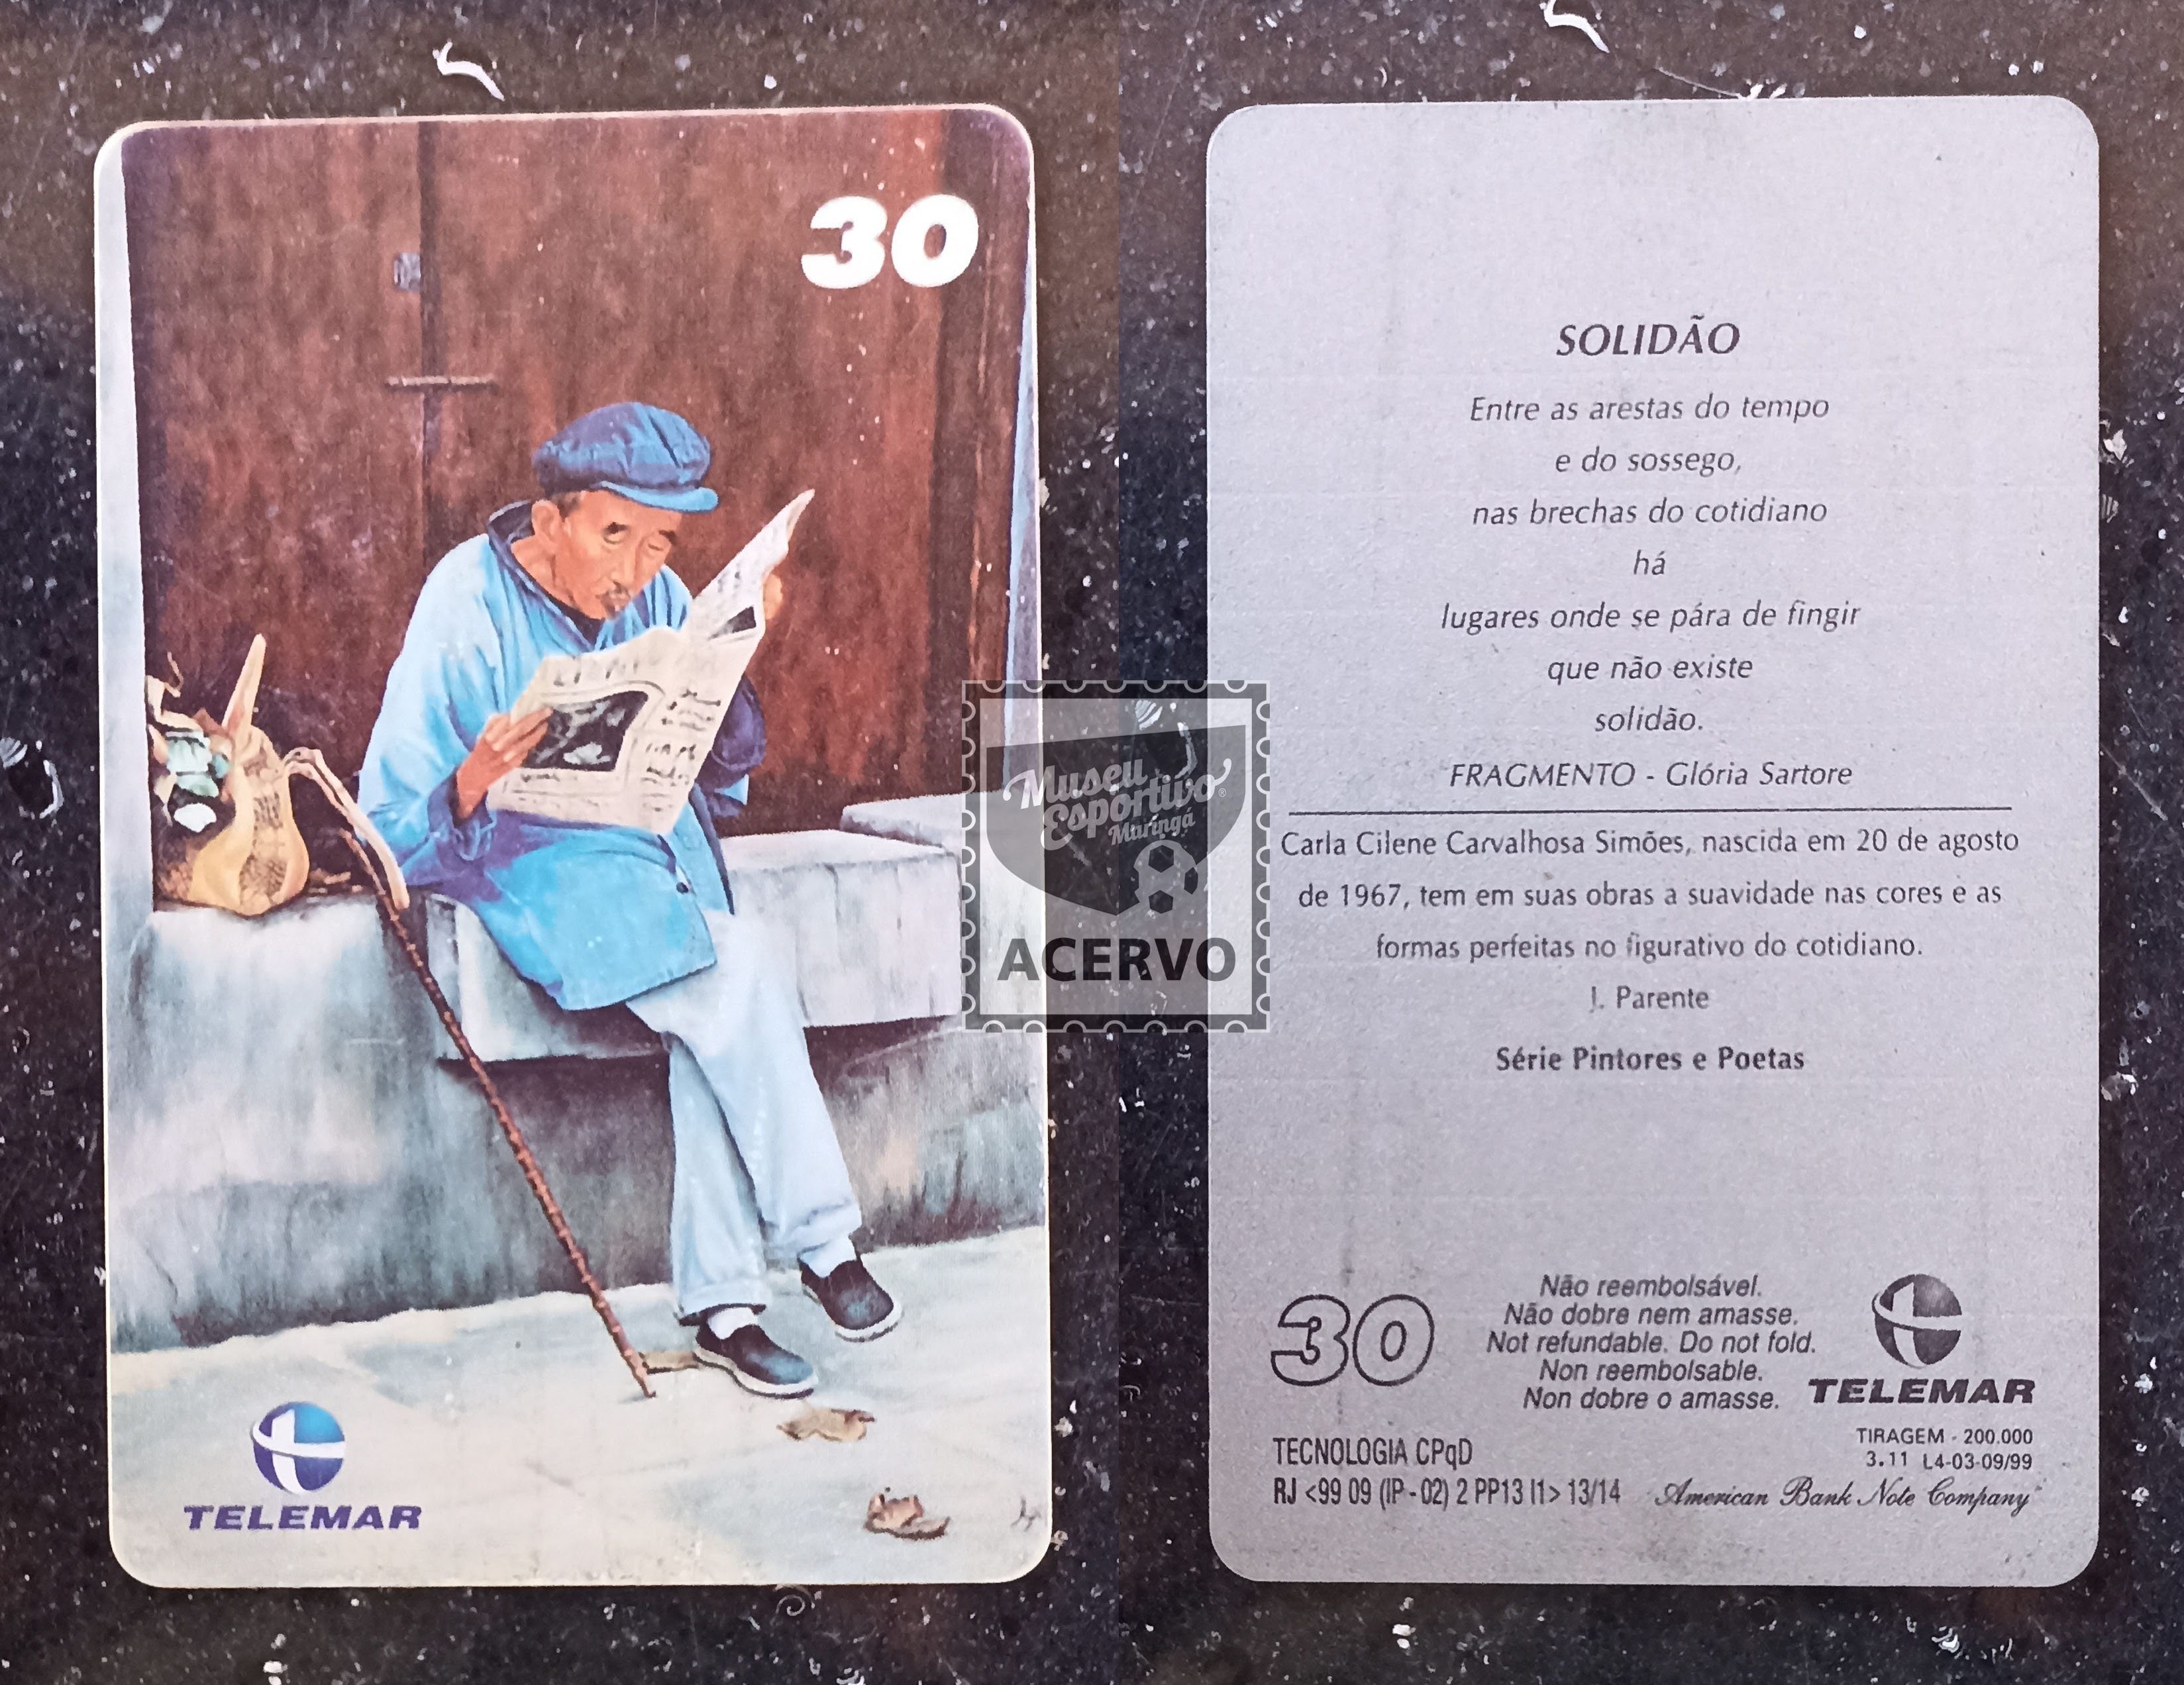 30
TELEMAR
Museu
Esportivo
Maringá
ACERVO
SOLIDÃO
Entre as arestas do tempo
e do sossego,
nas brechas do cotidiano
há
lugares onde se pára de fingir
que não existe
solidão.
FRAGMENTO - Glória Sartore
Carla Cilene Carvalhosa Simões, nascida em 20 de agosto
de 1967, tem em suas obras a suavidade nas cores e as
formas perfeitas no figurativo do cotidiano.
J. Parente
Série Pintores e Poetas
30
Não reembolsável.
Não dobre nem amasse.
Not refundable. Do not fold.
Non reembolsable.
Non dobre o amasse.
TELEMAR
TIRAGEM - 200.000
3.11 L4-03-09/99
TECNOLOGIA CPqD
RJ <99 09 (IP - 02) 2 PP13 I1> 13/14
American Bank Note Company